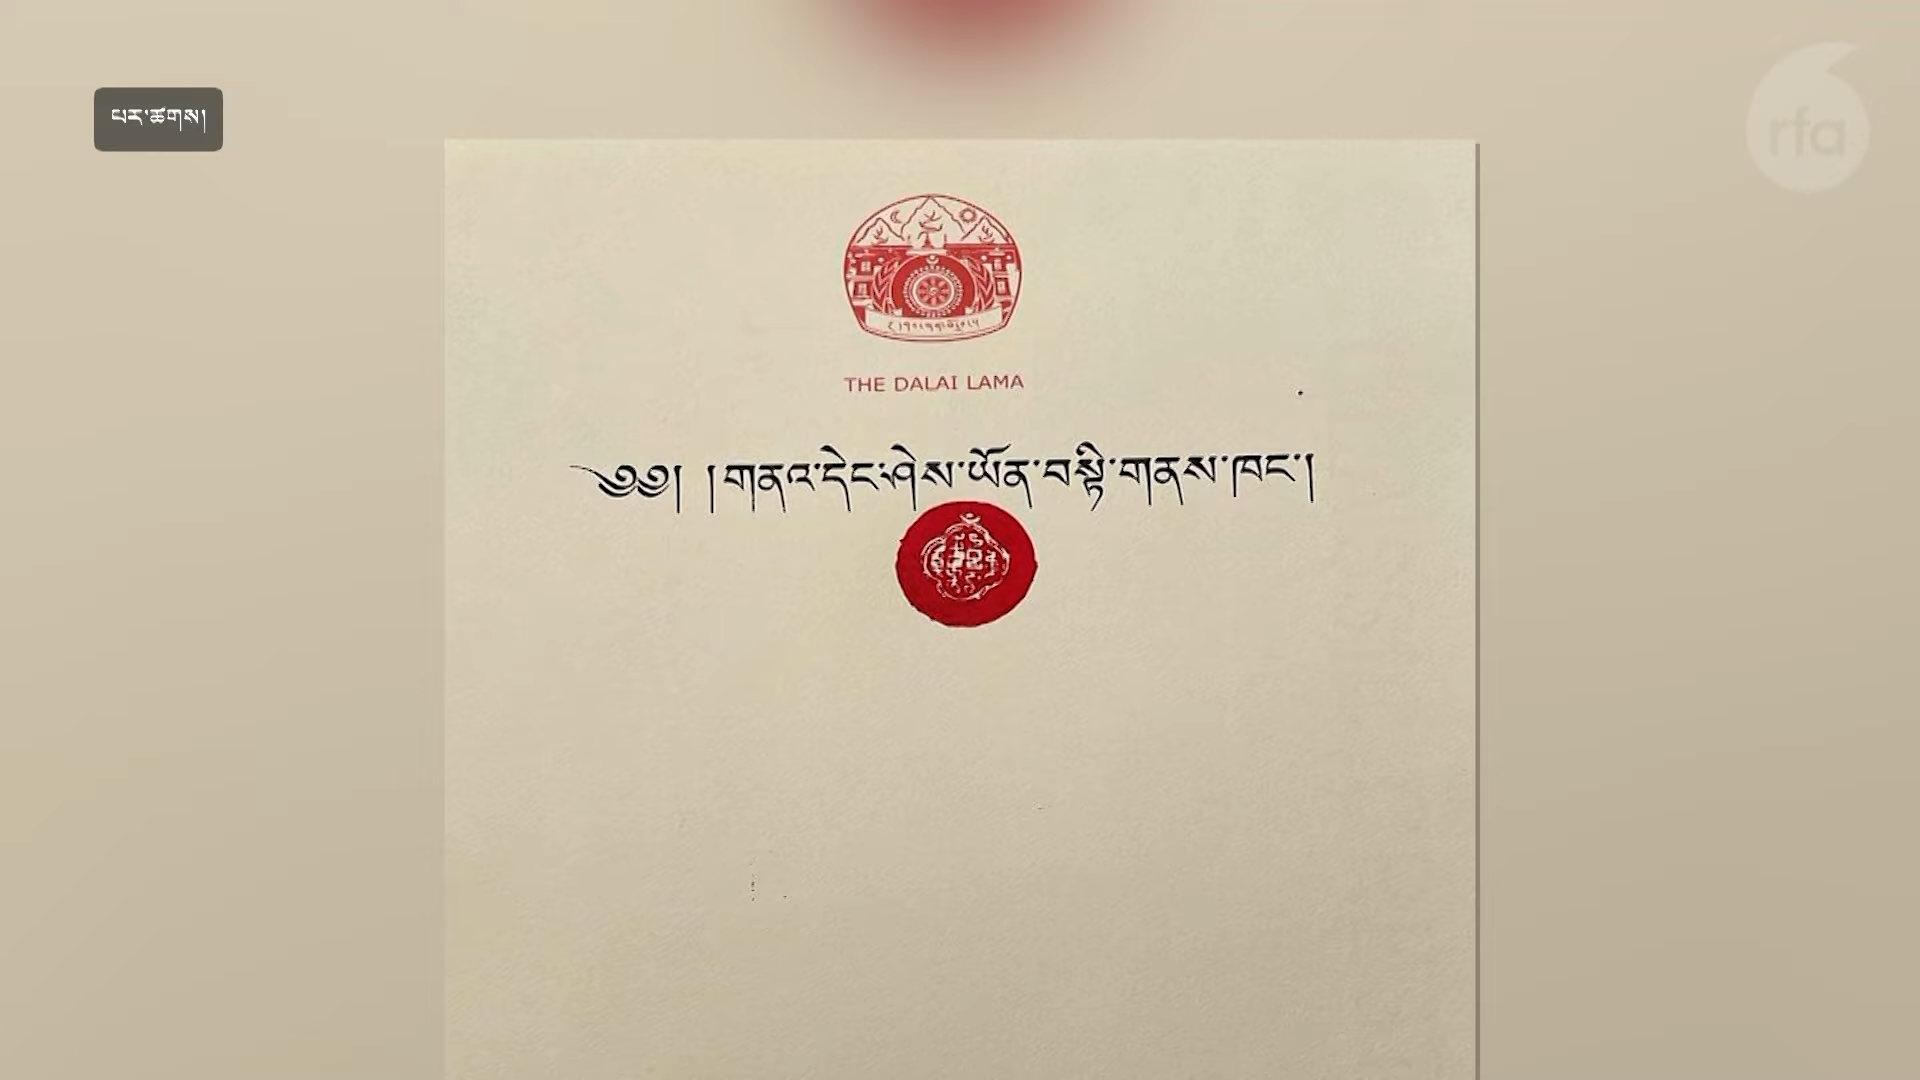 པར་ཚགས།
rfa
THE DALAI LAMA
༄༅། །གནའ་དེང་ཤེས་ཡོན་བསྟི་གནས་ཁང་།